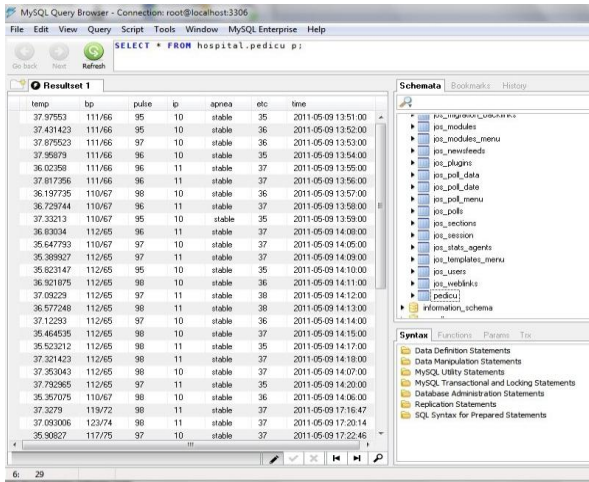 MySQL Query Browser - Connection: root@localhost:3306
File Edit View Query Script Tools Window MySQL Enterprise Help
Go back Next Refresh
SELECT * FROM hospital.pedicu p;
Resultset 1
temp bp pulse ip apnea etc time
37.97553 111/66 95 10 stable 35 2011-05-09 13:51:00
37.431423 111/66 95 10 stable 36 2011-05-09 13:52:00
37.875523 111/66 97 10 stable 36 2011-05-09 13:53:00
37.95879 111/66 96 10 stable 35 2011-05-09 13:54:00
36.02358 111/66 96 11 stable 37 2011-05-09 13:55:00
37.817356 111/66 96 11 stable 37 2011-05-09 13:56:00
36.197735 110/67 98 10 stable 36 2011-05-09 13:57:00
36.729744 110/67 96 11 stable 37 2011-05-09 13:58:00
37.33213 110/67 95 10 stable 35 2011-05-09 13:59:00
36.83034 112/65 96 11 stable 37 2011-05-09 14:08:00
35.647793 110/67 97 10 stable 37 2011-05-09 14:05:00
35.389927 112/65 97 11 stable 37 2011-05-09 14:09:00
35.823147 112/65 95 10 stable 35 2011-05-09 14:10:00
36.921875 112/65 98 10 stable 36 2011-05-09 14:11:00
37.09229 112/65 97 11 stable 38 2011-05-09 14:12:00
36.577248 112/65 98 11 stable 38 2011-05-09 14:13:00
37.12293 112/65 97 10 stable 36 2011-05-09 14:14:00
35.464535 112/65 98 10 stable 37 2011-05-09 14:15:00
35.523212 112/65 98 11 stable 35 2011-05-09 14:17:00
37.321423 112/65 98 11 stable 37 2011-05-09 14:18:00
37.353043 112/65 98 10 stable 37 2011-05-09 14:07:00
37.792965 112/65 97 11 stable 35 2011-05-09 14:20:00
35.357075 110/67 98 10 stable 36 2011-05-09 14:06:00
37.3279 119/72 98 11 stable 37 2011-05-09 17:16:47
37.093006 123/74 98 11 stable 37 2011-05-09 17:20:14
35.90827 117/75 97 10 stable 37 2011-05-09 17:22:46
6: 29
Schemata Bookmarks History
jos_migration_backlinks
jos_modules
jos_modules_menu
jos_newsfeeds
jos_plugins
jos_poll_data
jos_poll_date
jos_poll_menu
jos_polls
jos_sections
jos_session
jos_stats_agents
jos_templates_menu
jos_users
jos_weblinks
pedicu
information_schema
Syntax Functions Params Trx
Data Definition Statements
Data Manipulation Statements
MySQL Utility Statements
MySQL Transactional and Locking Statements
Database Administration Statements
Replication Statements
SQL Syntax for Prepared Statements